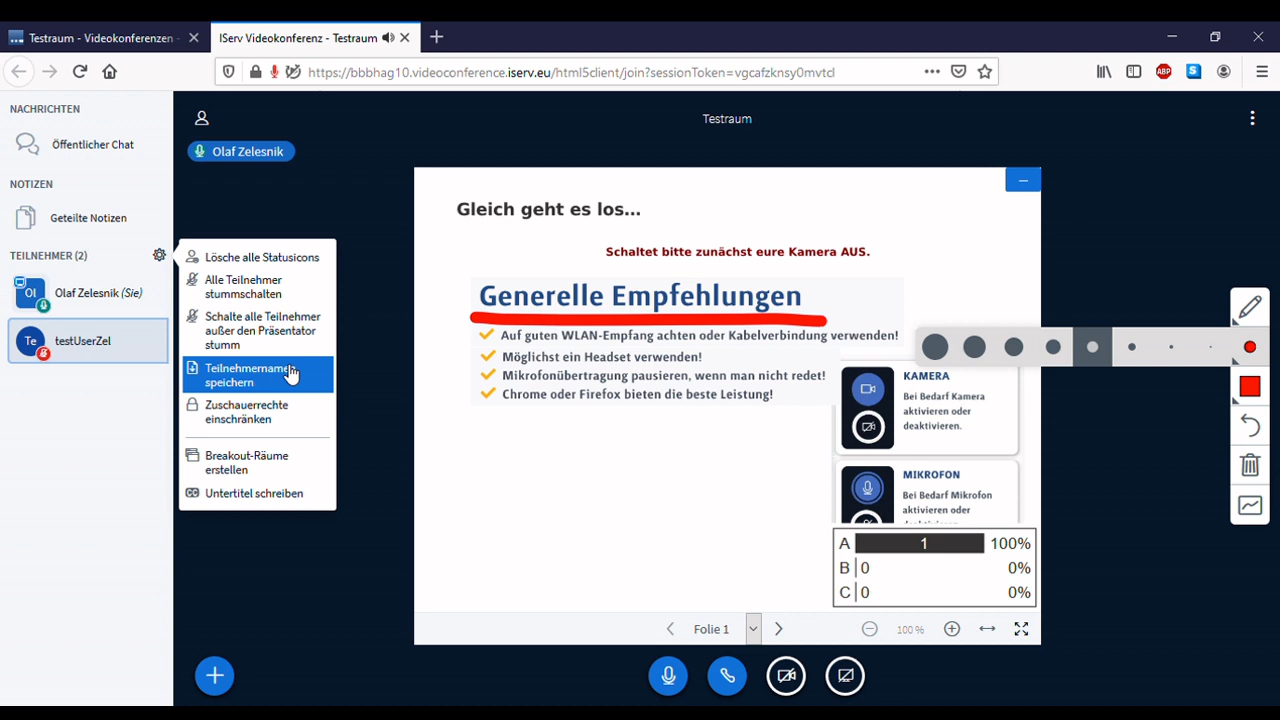 Testraum - Videokonferenzen -
IServ Videokonferenz - Testraum
https://bbbhag10.videoconference.iserv.eu/html5client/join?sessionToken=vgcafzknsy0mvtcl
ABP
S
NACHRICHTEN
Öffentlicher Chat
NOTIZEN
Geteilte Notizen
TEILNEHMER (2)
Ol
Olaf Zelesnik (Sie)
Te
testUserZel
Lösche alle Statusicons
Alle Teilnehmer
stummschalten
Schalte alle Teilnehmer
außer den Präsentator
stumm
speichern
Zuschauerrechte
einschränken
Breakout-Räume
erstellen
CC
Untertitel schreiben
Olaf Zelesnik
Testraum
Gleich geht es los...
Schaltet bitte zunächst eure Kamera AUS.
Generelle Empfehlungen
Auf guten WLAN-Empfang achten oder Kabelverbindung verwenden!
Möglichst ein Headset verwenden!
Mikrofonübertragung pausieren, wenn man nicht redet!
Chrome oder Firefox bieten die beste Leistung!
KAMERA
Bei Bedarf Kamera
aktivieren oder
deaktivieren.
MIKROFON
Bei Bedarf Mikrofon
aktivieren oder
A 1 100%
B 0 0%
C 0 0%
Folie 1
100 %